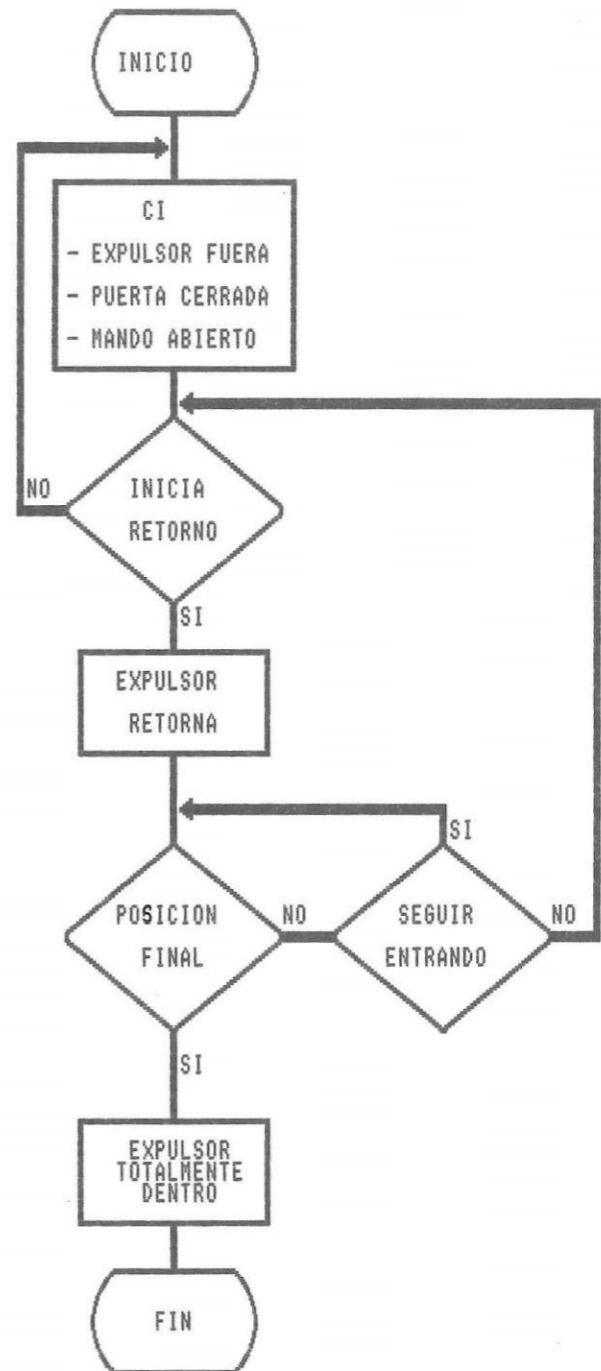 INICIO
CI
- EXPULSOR FUERA
- PUERTA CERRADA
- MANDO ABIERTO
NO
INICIA
RETORNO
SI
EXPULSOR
RETORNA
SI
POSICION
FINAL
NO
SEGUIR
ENTRANDO
NO
SI
EXPULSOR
TOTALMENTE
DENTRO
FIN